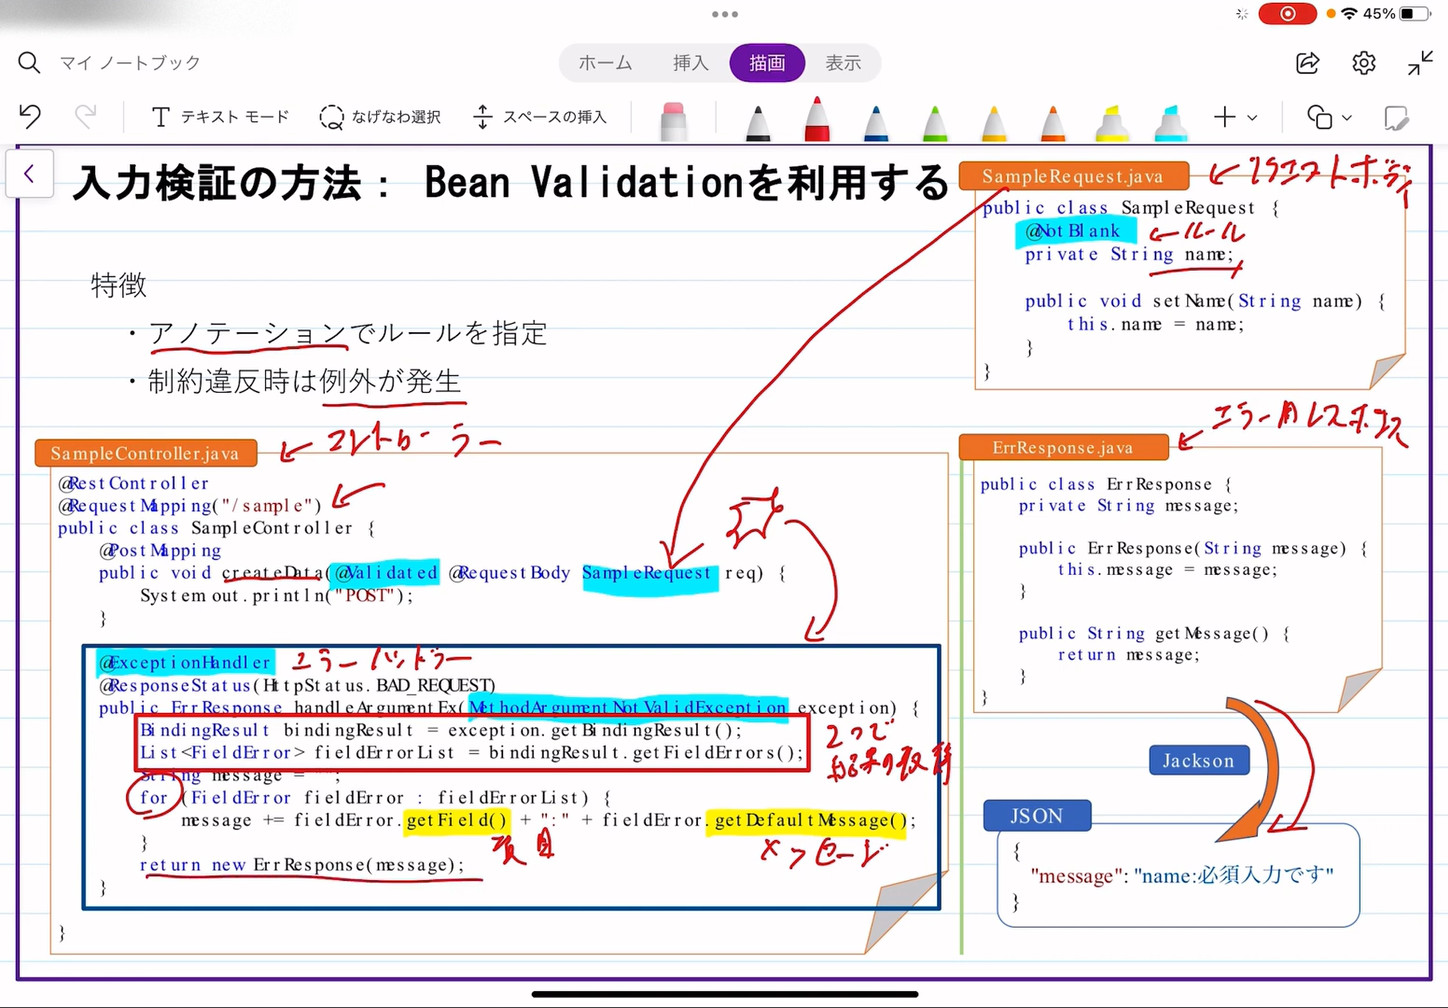 45%
マイ ノートブック
ホーム 挿入 描画 表示
テキスト モード なげなわ選択 スペースの挿入
入力検証の方法： Bean Validationを利用する
特徴
・アノテーションでルールを指定
・制約違反時は例外が発生
SampleRequest.java ← リクエストボディ
public class SampleRequest {
@NotBlank ← ルール
private String name;
public void setName(String name) {
this.name = name;
}
}
SampleController.java ← コントローラー
@RestController
@RequestMapping("/sample")
public class SampleController {
@PostMapping
public void createData(@Validated @RequestBody SampleRequest req) {
System.out.println("POST");
}
@ExceptionHandler エラーハンドラー
@ResponseStatus(HttpStatus.BAD_REQUEST)
public ErrResponse handleArgumentEx(MethodArgumentNotValidException exception) {
BindingResult bindingResult = exception.getBindingResult();
List<FieldError> fieldErrorList = bindingResult.getFieldErrors();
2つで
結果の取得
String message = "";
for (FieldError fieldError : fieldErrorList) {
message += fieldError.getField() + ":" + fieldError.getDefaultMessage();
項目 メッセージ
}
return new ErrResponse(message);
}
}
ErrResponse.java ← エラー用レスポンス
public class ErrResponse {
private String message;
public ErrResponse(String message) {
this.message = message;
}
public String getMessage() {
return message;
}
}
Jackson
JSON
{
"message": "name:必須入力です"
}